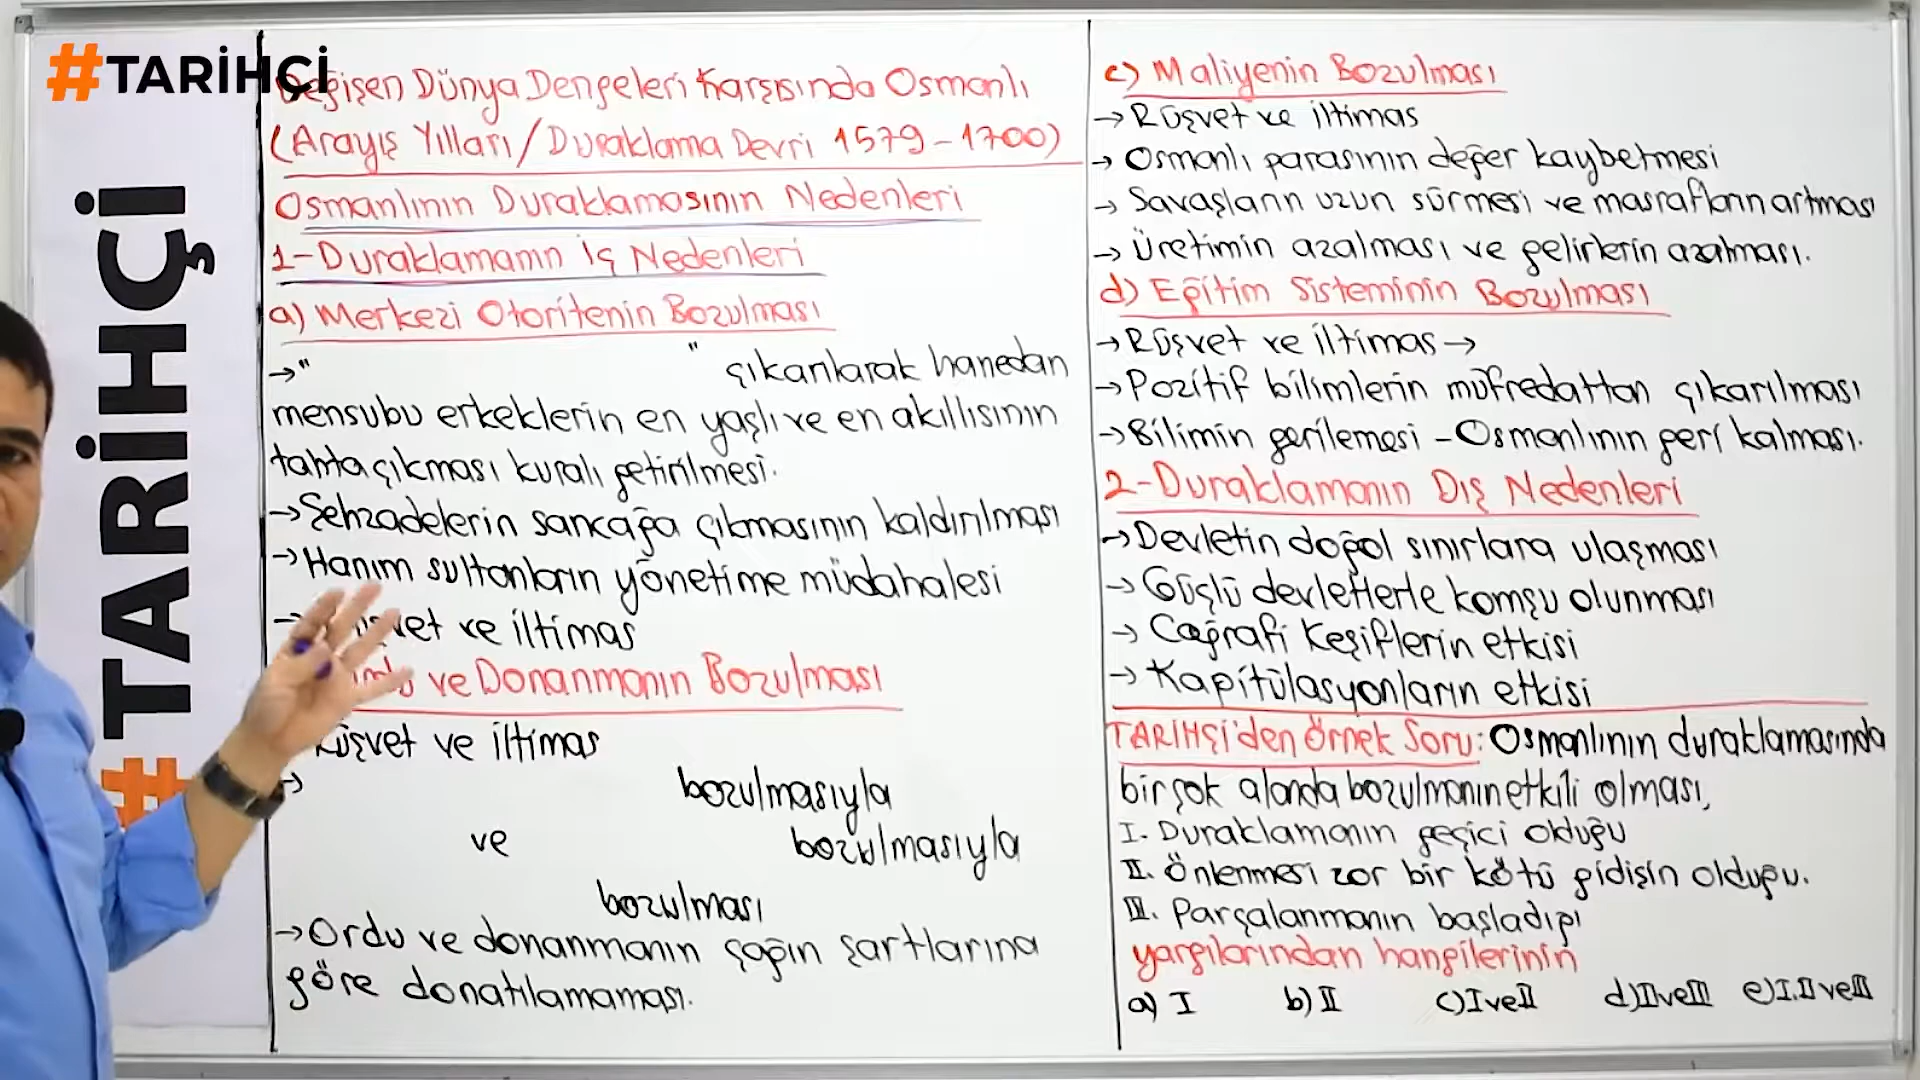 #TARİHÇİ
#TARİHÇİ
Değişen Dünya Dengeleri Karşısında Osmanlı
(Arayış Yılları/Duraklama Devri 1579-1700)
Osmanlının Duraklamasının Nedenleri
1-Duraklamanın İç Nedenleri
a) Merkezi Otoritenin Bozulması
→" " çıkarılarak hanedan
mensubu erkeklerin en yaşlı ve en akıllısının
tahta çıkması kuralı getirilmesi.
→Şehzadelerin sancağa çıkmasının kaldırılması
→Hanım sultanların yönetime müdahalesi
→ ve iltimas
ve Donanmanın Bozulması
Rüşvet ve iltimas
→ bozulmasıyla
ve bozulmasıyla
bozulması
→Ordu ve donanmanın çağın şartlarına
göre donatılamaması.
c) Maliyenin Bozulması
→Rüşvet ve iltimas
→ Osmanlı parasının değer kaybetmesi
→ Savaşların uzun sürmesi ve masrafların artması
→ Üretimin azalması ve gelirlerin azalması.
d) Eğitim Sisteminin Bozulması
→Rüşvet ve iltimas→
→Pozitif bilimlerin müfredattan çıkarılması
→Bilimin gerilemesi - Osmanlının geri kalması.
2-Duraklamanın Dış Nedenleri
→Devletin doğal sınırlara ulaşması
→ Güçlü devletlerle komşu olunması
→ Coğrafi Keşiflerin etkisi
→ Kapitülasyonların etkisi
TARİHÇİ'den Örnek Soru: Osmanlının duraklamasında
birçok alanda bozulmanın etkili olması,
I. Duraklamanın geçici olduğu
II. Önlenmesi zor bir kötü gidişin olduğu.
III. Parçalanmanın başladığı
yargılarından hangilerinin
a) I b) II c) I ve II d) II ve III e) I.II ve III